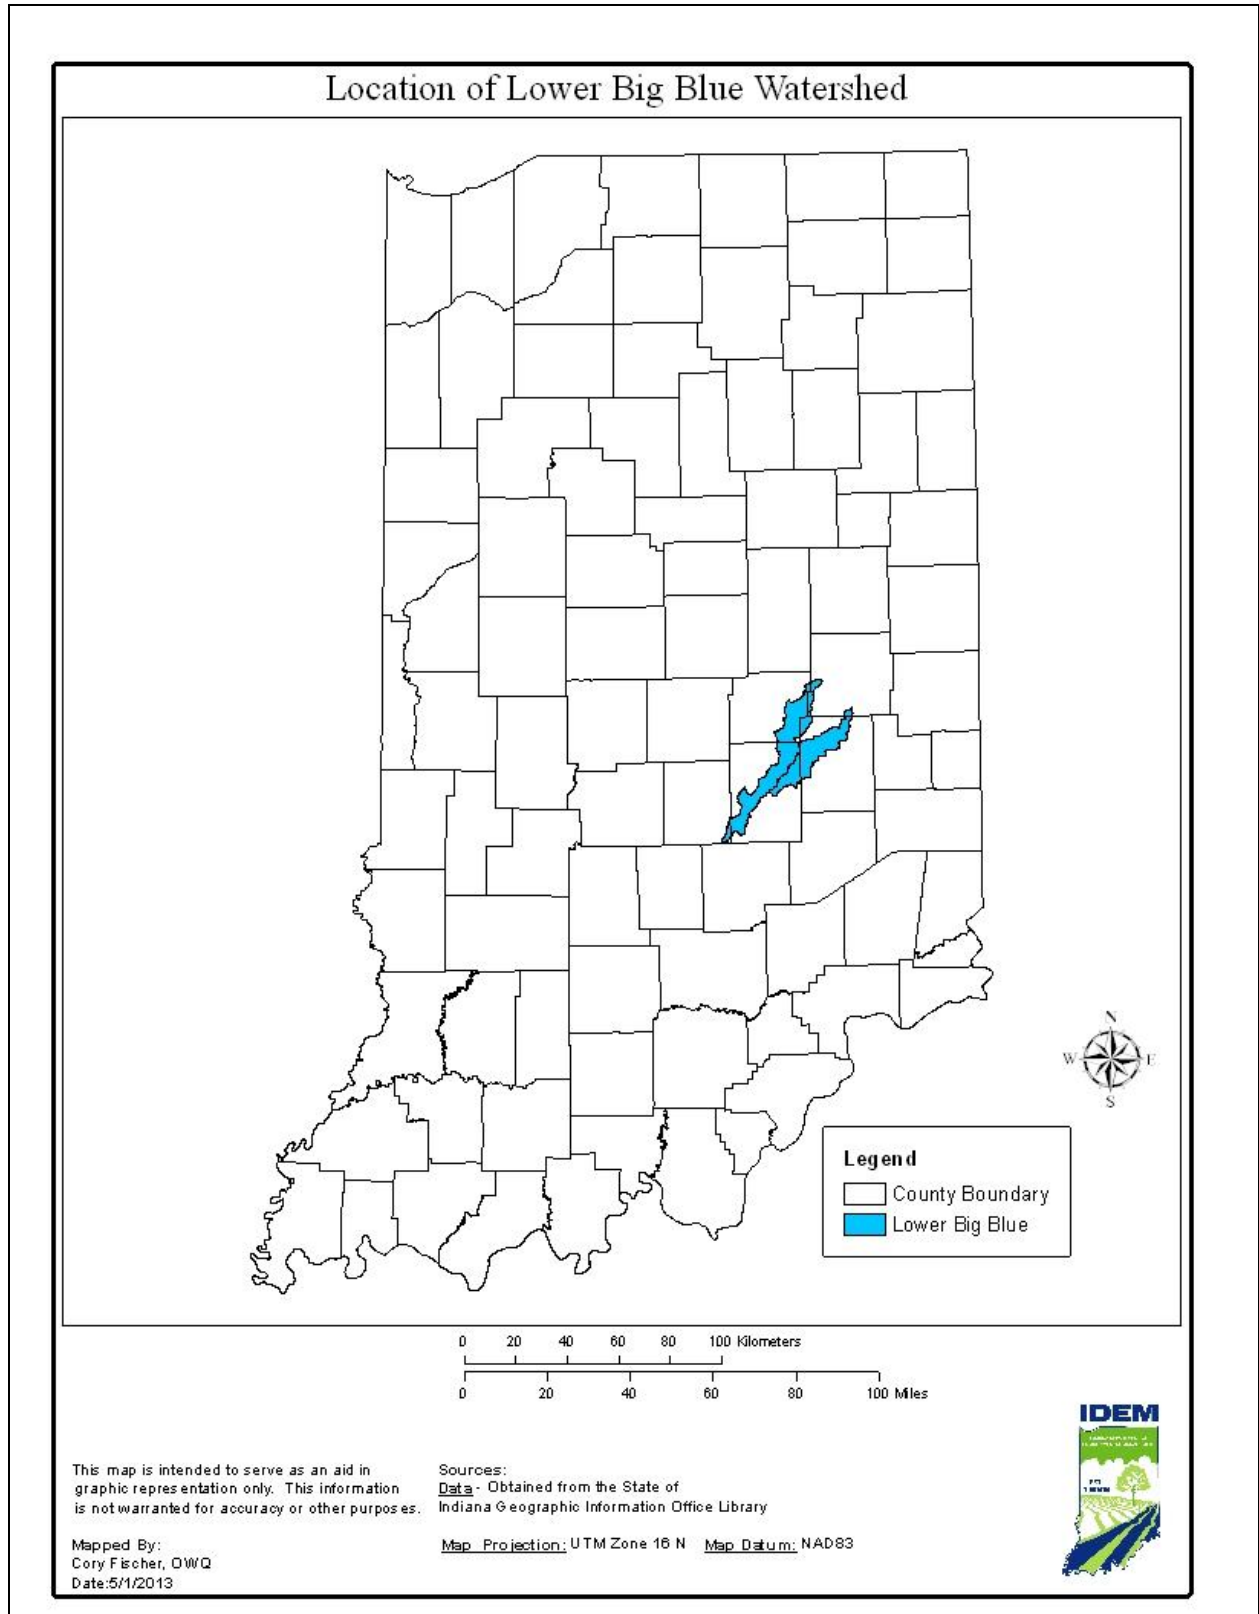 Location of Lower Big Blue Watershed
N
W E
S
Legend
County Boundary
Lower Big Blue
0 20 40 60 80 100 Kilometers
0 20 40 60 80 100 Miles
IDEM
This map is intended to serve as an aid in
graphic representation only. This information
is not warranted for accuracy or other purposes.
Mapped By:
Cory Fischer, OWQ
Date:5/1/2013
Sources:
Data - Obtained from the State of
Indiana Geographic Information Office Library
Map Projection: UTM Zone 16 N Map Datum: NAD83